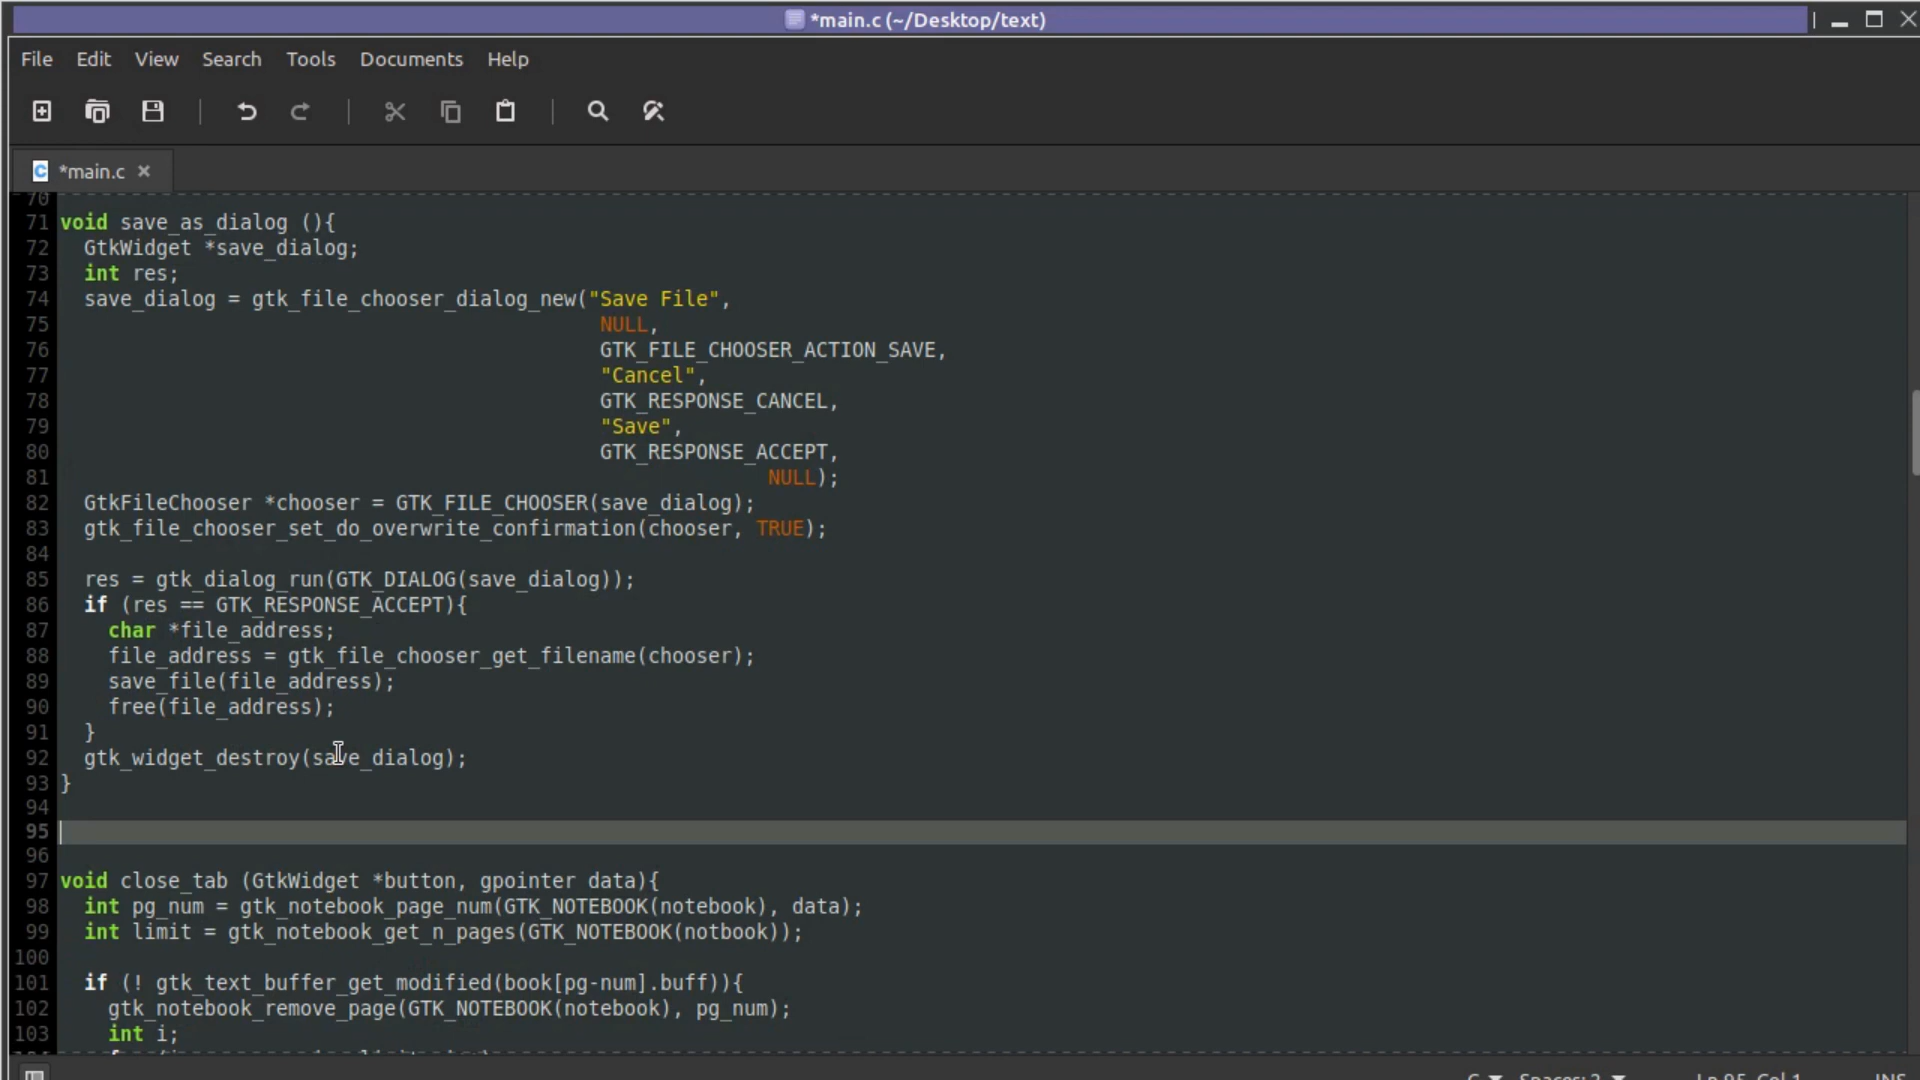 *main.c (~/Desktop/text)
File Edit View Search Tools Documents Help
*main.c
70
71 void save_as_dialog (){
72   GtkWidget *save_dialog;
73   int res;
74   save_dialog = gtk_file_chooser_dialog_new("Save File",
75                                              NULL,
76                                              GTK_FILE_CHOOSER_ACTION_SAVE,
77                                              "Cancel",
78                                              GTK_RESPONSE_CANCEL,
79                                              "Save",
80                                              GTK_RESPONSE_ACCEPT,
81                                                            NULL);
82   GtkFileChooser *chooser = GTK_FILE_CHOOSER(save_dialog);
83   gtk_file_chooser_set_do_overwrite_confirmation(chooser, TRUE);
84
85   res = gtk_dialog_run(GTK_DIALOG(save_dialog));
86   if (res == GTK_RESPONSE_ACCEPT){
87     char *file_address;
88     file_address = gtk_file_chooser_get_filename(chooser);
89     save_file(file_address);
90     free(file_address);
91 }
92   gtk_widget_destroy(save_dialog);
93 }
94
95
96
97 void close_tab (GtkWidget *button, gpointer data){
98   int pg_num = gtk_notebook_page_num(GTK_NOTEBOOK(notebook), data);
99   int limit = gtk_notebook_get_n_pages(GTK_NOTEBOOK(notbook));
100
101   if (! gtk_text_buffer_get_modified(book[pg-num].buff)){
102     gtk_notebook_remove_page(GTK_NOTEBOOK(notebook), pg_num);
103     int i;